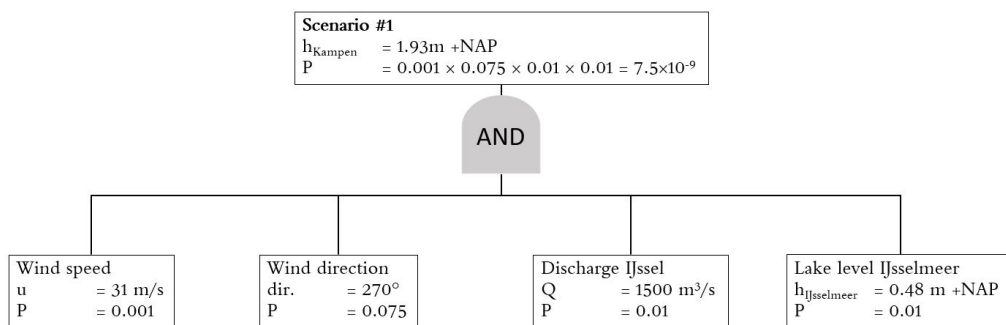 Scenario #1
hKampen = 1.93m +NAP
P = 0.001 × 0.075 × 0.01 × 0.01 = 7.5×10⁻⁹
AND
Wind speed
u = 31 m/s
P = 0.001
Wind direction
dir. = 270°
P = 0.075
Discharge IJssel
Q = 1500 m³/s
P = 0.01
Lake level IJsselmeer
hIJsselmeer = 0.48 m +NAP
P = 0.01